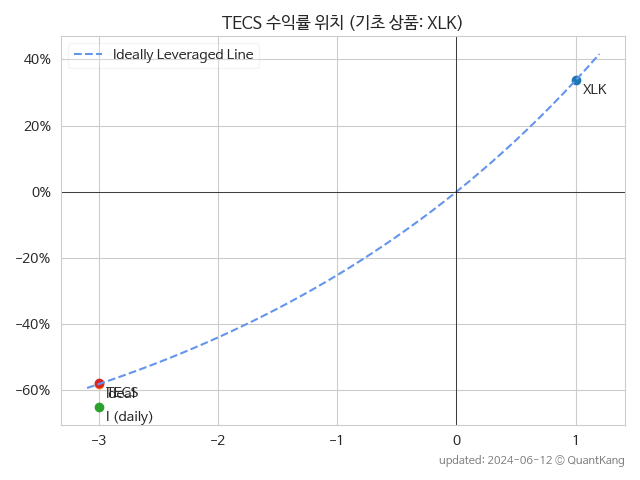 TECS 수익률 위치 (기초 상품: XLK)
Ideally Leveraged Line
40%
20%
0%
−20%
−40%
−60%
XLK
TECS
Ideal
l (daily)
−3
−2
−1
0
1
updated: 2024-06-12 © QuantKang